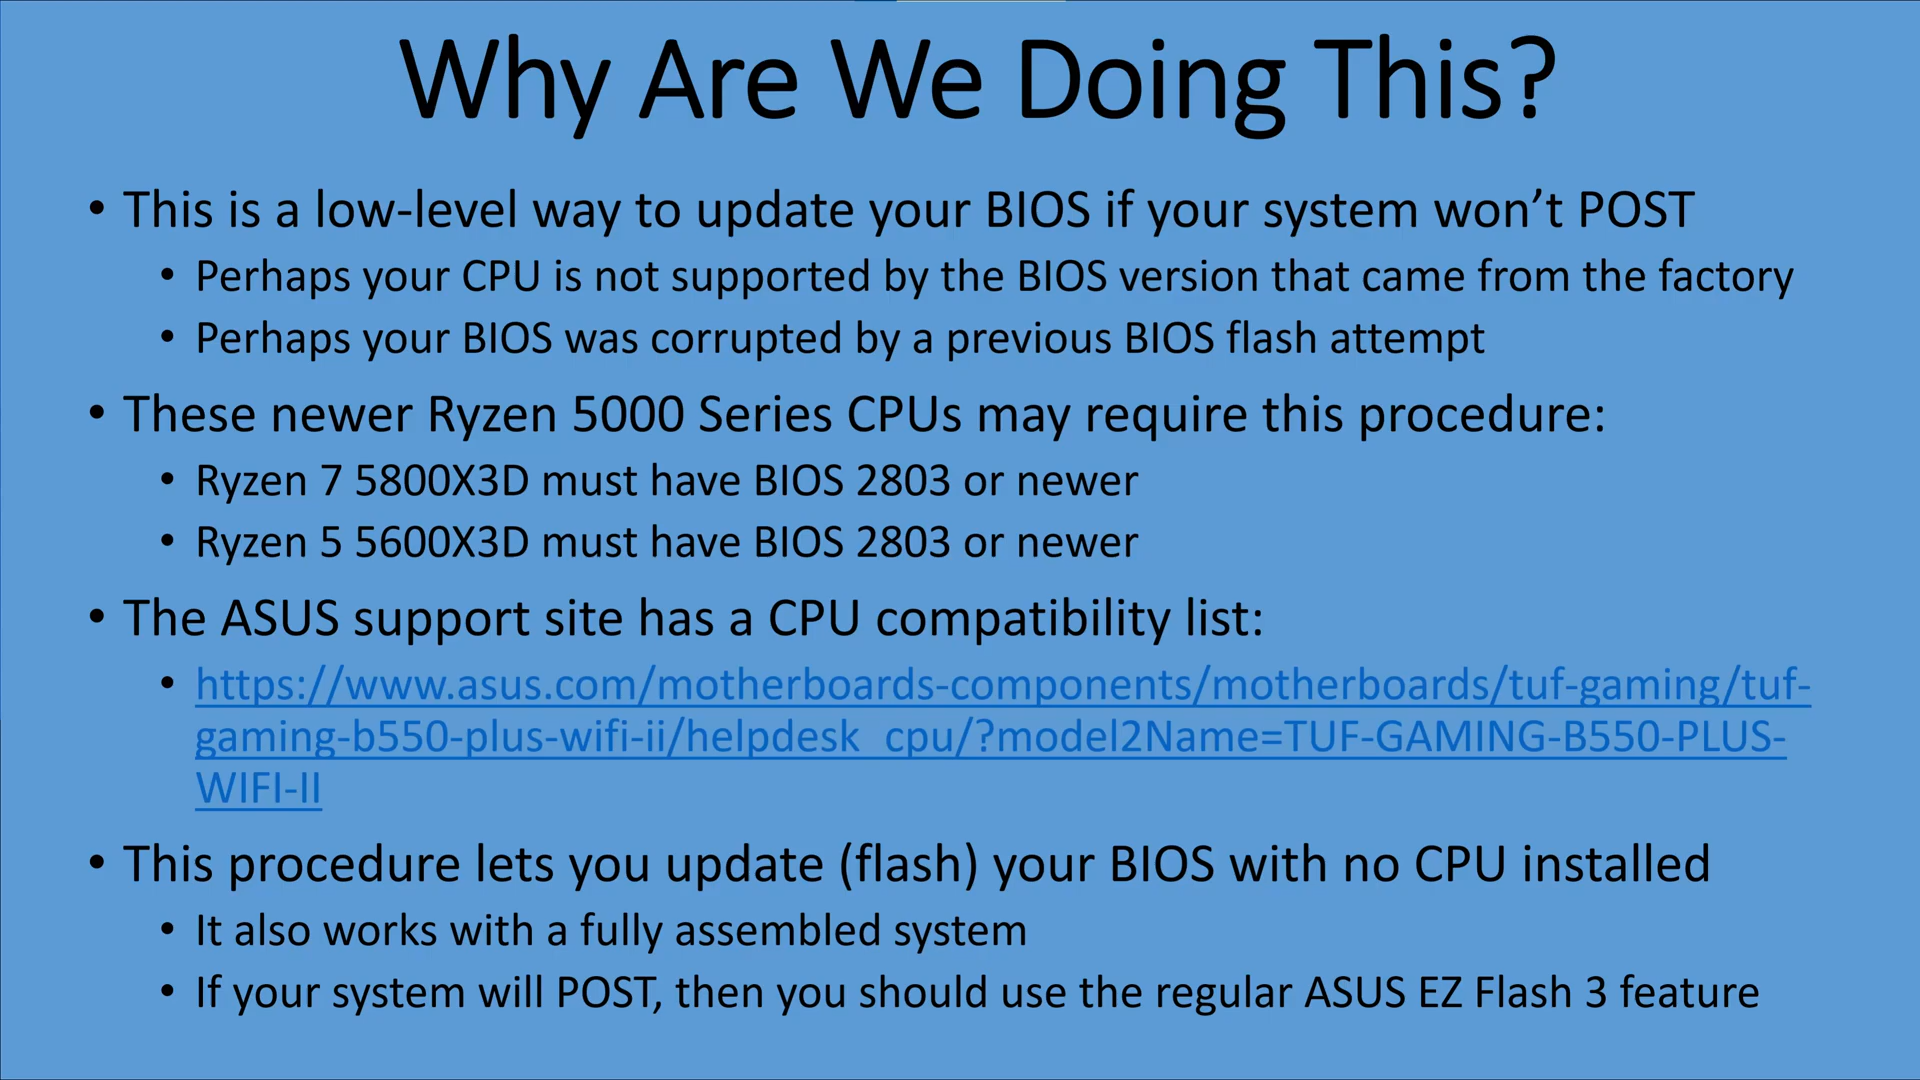 Why Are We Doing This?
• This is a low-level way to update your BIOS if your system won’t POST
• Perhaps your CPU is not supported by the BIOS version that came from the factory
• Perhaps your BIOS was corrupted by a previous BIOS flash attempt
• These newer Ryzen 5000 Series CPUs may require this procedure:
• Ryzen 7 5800X3D must have BIOS 2803 or newer
• Ryzen 5 5600X3D must have BIOS 2803 or newer
• The ASUS support site has a CPU compatibility list:
• https://www.asus.com/motherboards-components/motherboards/tuf-gaming/tuf-
gaming-b550-plus-wifi-ii/helpdesk_cpu/?model2Name=TUF-GAMING-B550-PLUS-
WIFI-II
• This procedure lets you update (flash) your BIOS with no CPU installed
• It also works with a fully assembled system
• If your system will POST, then you should use the regular ASUS EZ Flash 3 feature